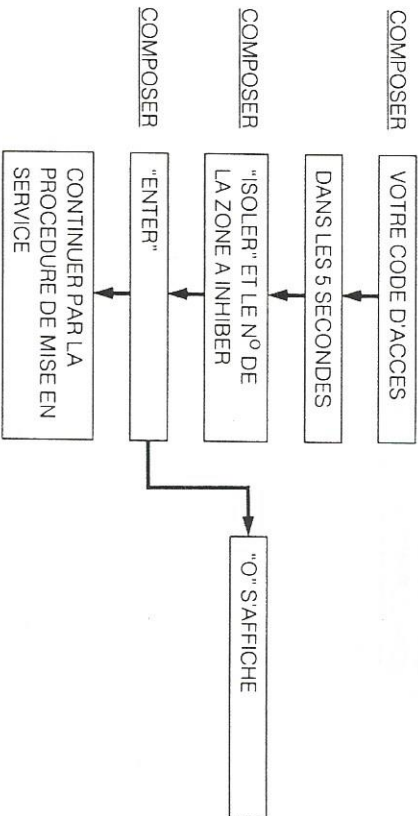 COMPOSER
VOTRE CODE D'ACCES
DANS LES 5 SECONDES
COMPOSER
"ISOLER" ET LE Nº DE
LA ZONE A INHIBER
COMPOSER
"ENTER"
"O" S'AFFICHE
CONTINUER PAR LA
PROCEDURE DE MISE EN
SERVICE